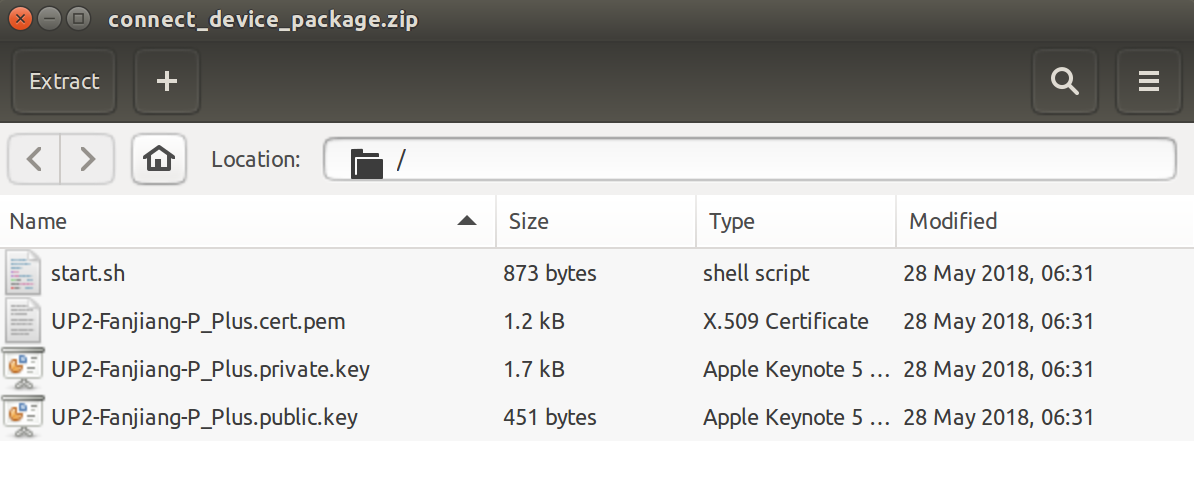 connect_device_package.zip
Extract
Location: /
Name Size Type Modified
start.sh 873 bytes shell script 28 May 2018, 06:31
UP2-Fanjiang-P_Plus.cert.pem 1.2 kB X.509 Certificate 28 May 2018, 06:31
UP2-Fanjiang-P_Plus.private.key 1.7 kB Apple Keynote 5 … 28 May 2018, 06:31
UP2-Fanjiang-P_Plus.public.key 451 bytes Apple Keynote 5 … 28 May 2018, 06:31